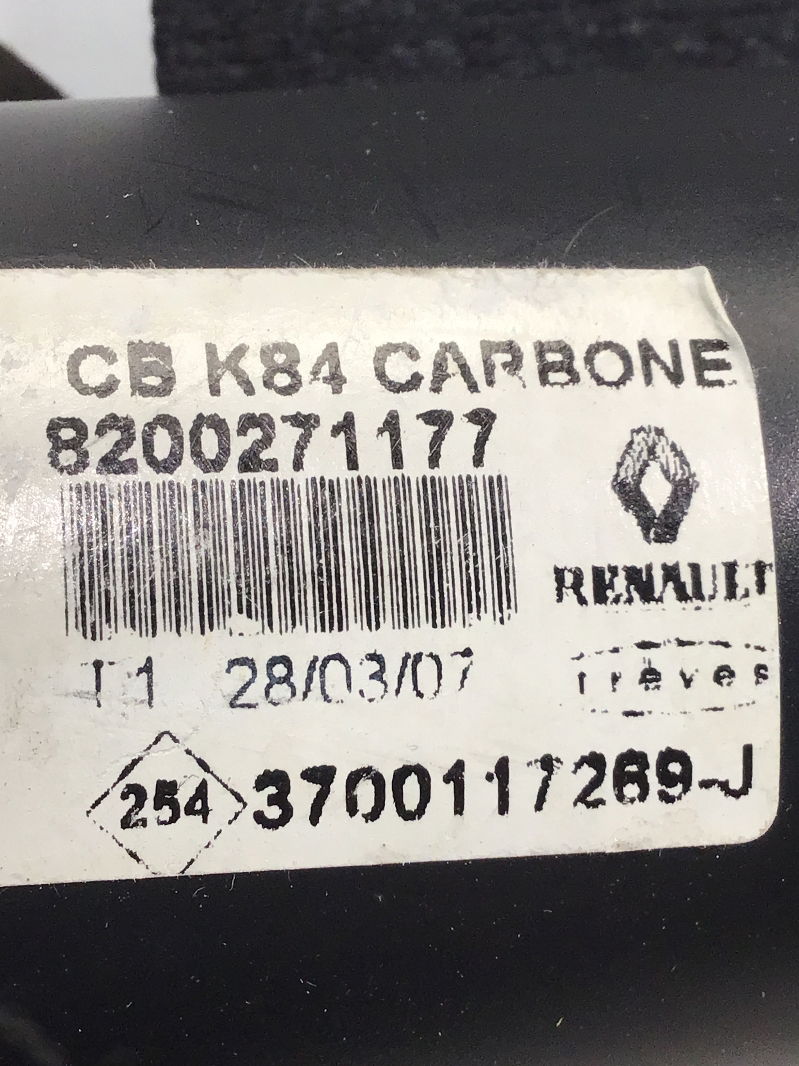 CB K84 CARBONE
8200271177
RENAULT
T1 28/03/07
trèves
254 3700117269-J